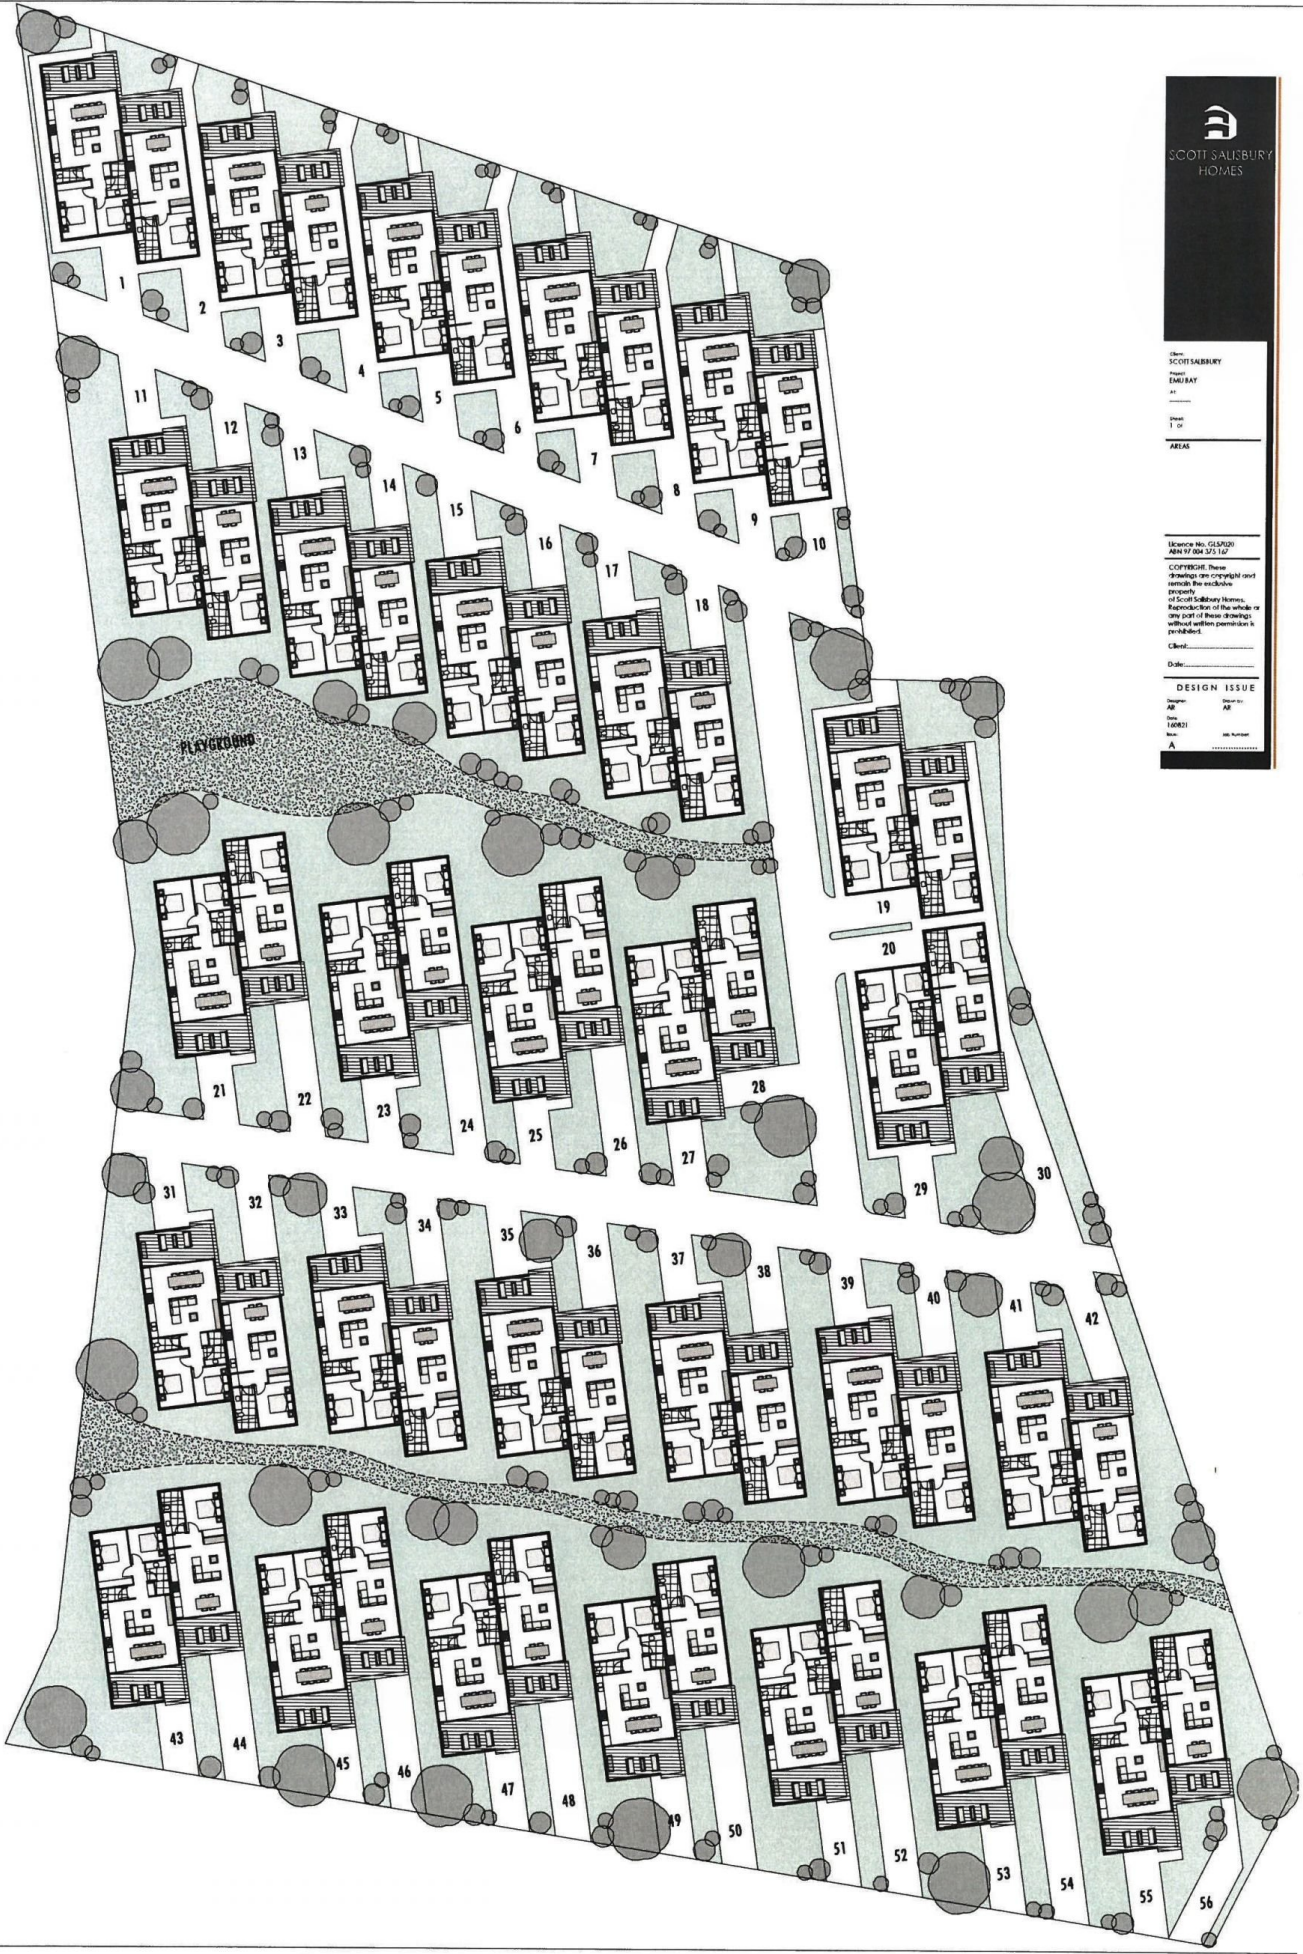 SCOTT SALISBURY
HOMES
Client:
SCOTT SALISBURY
Project
EMU BAY
At:
Sheet:
1 of
AREAS
Licence No. GL57020
ABN 97 004 375 167
COPYRIGHT. These
drawings are copyright and
remain the exclusive
property
of Scott Salisbury Homes.
Reproduction of the whole or
any part of these drawings
without written permission is
prohibited.
Client:
Date:
DESIGN ISSUE
Designer: Drawn by:
AR AR
Date
160821
Issue: Job Number:
A
1
2
3
4
5
6
7
8
9
10
11
12
13
14
15
16
17
18
PLAYGROUND
19
20
21
22
23
24
25
26
27
28
29
30
31
32
33
34
35
36
37
38
39
40
41
42
43
44
45
46
47
48
49
50
51
52
53
54
55
56